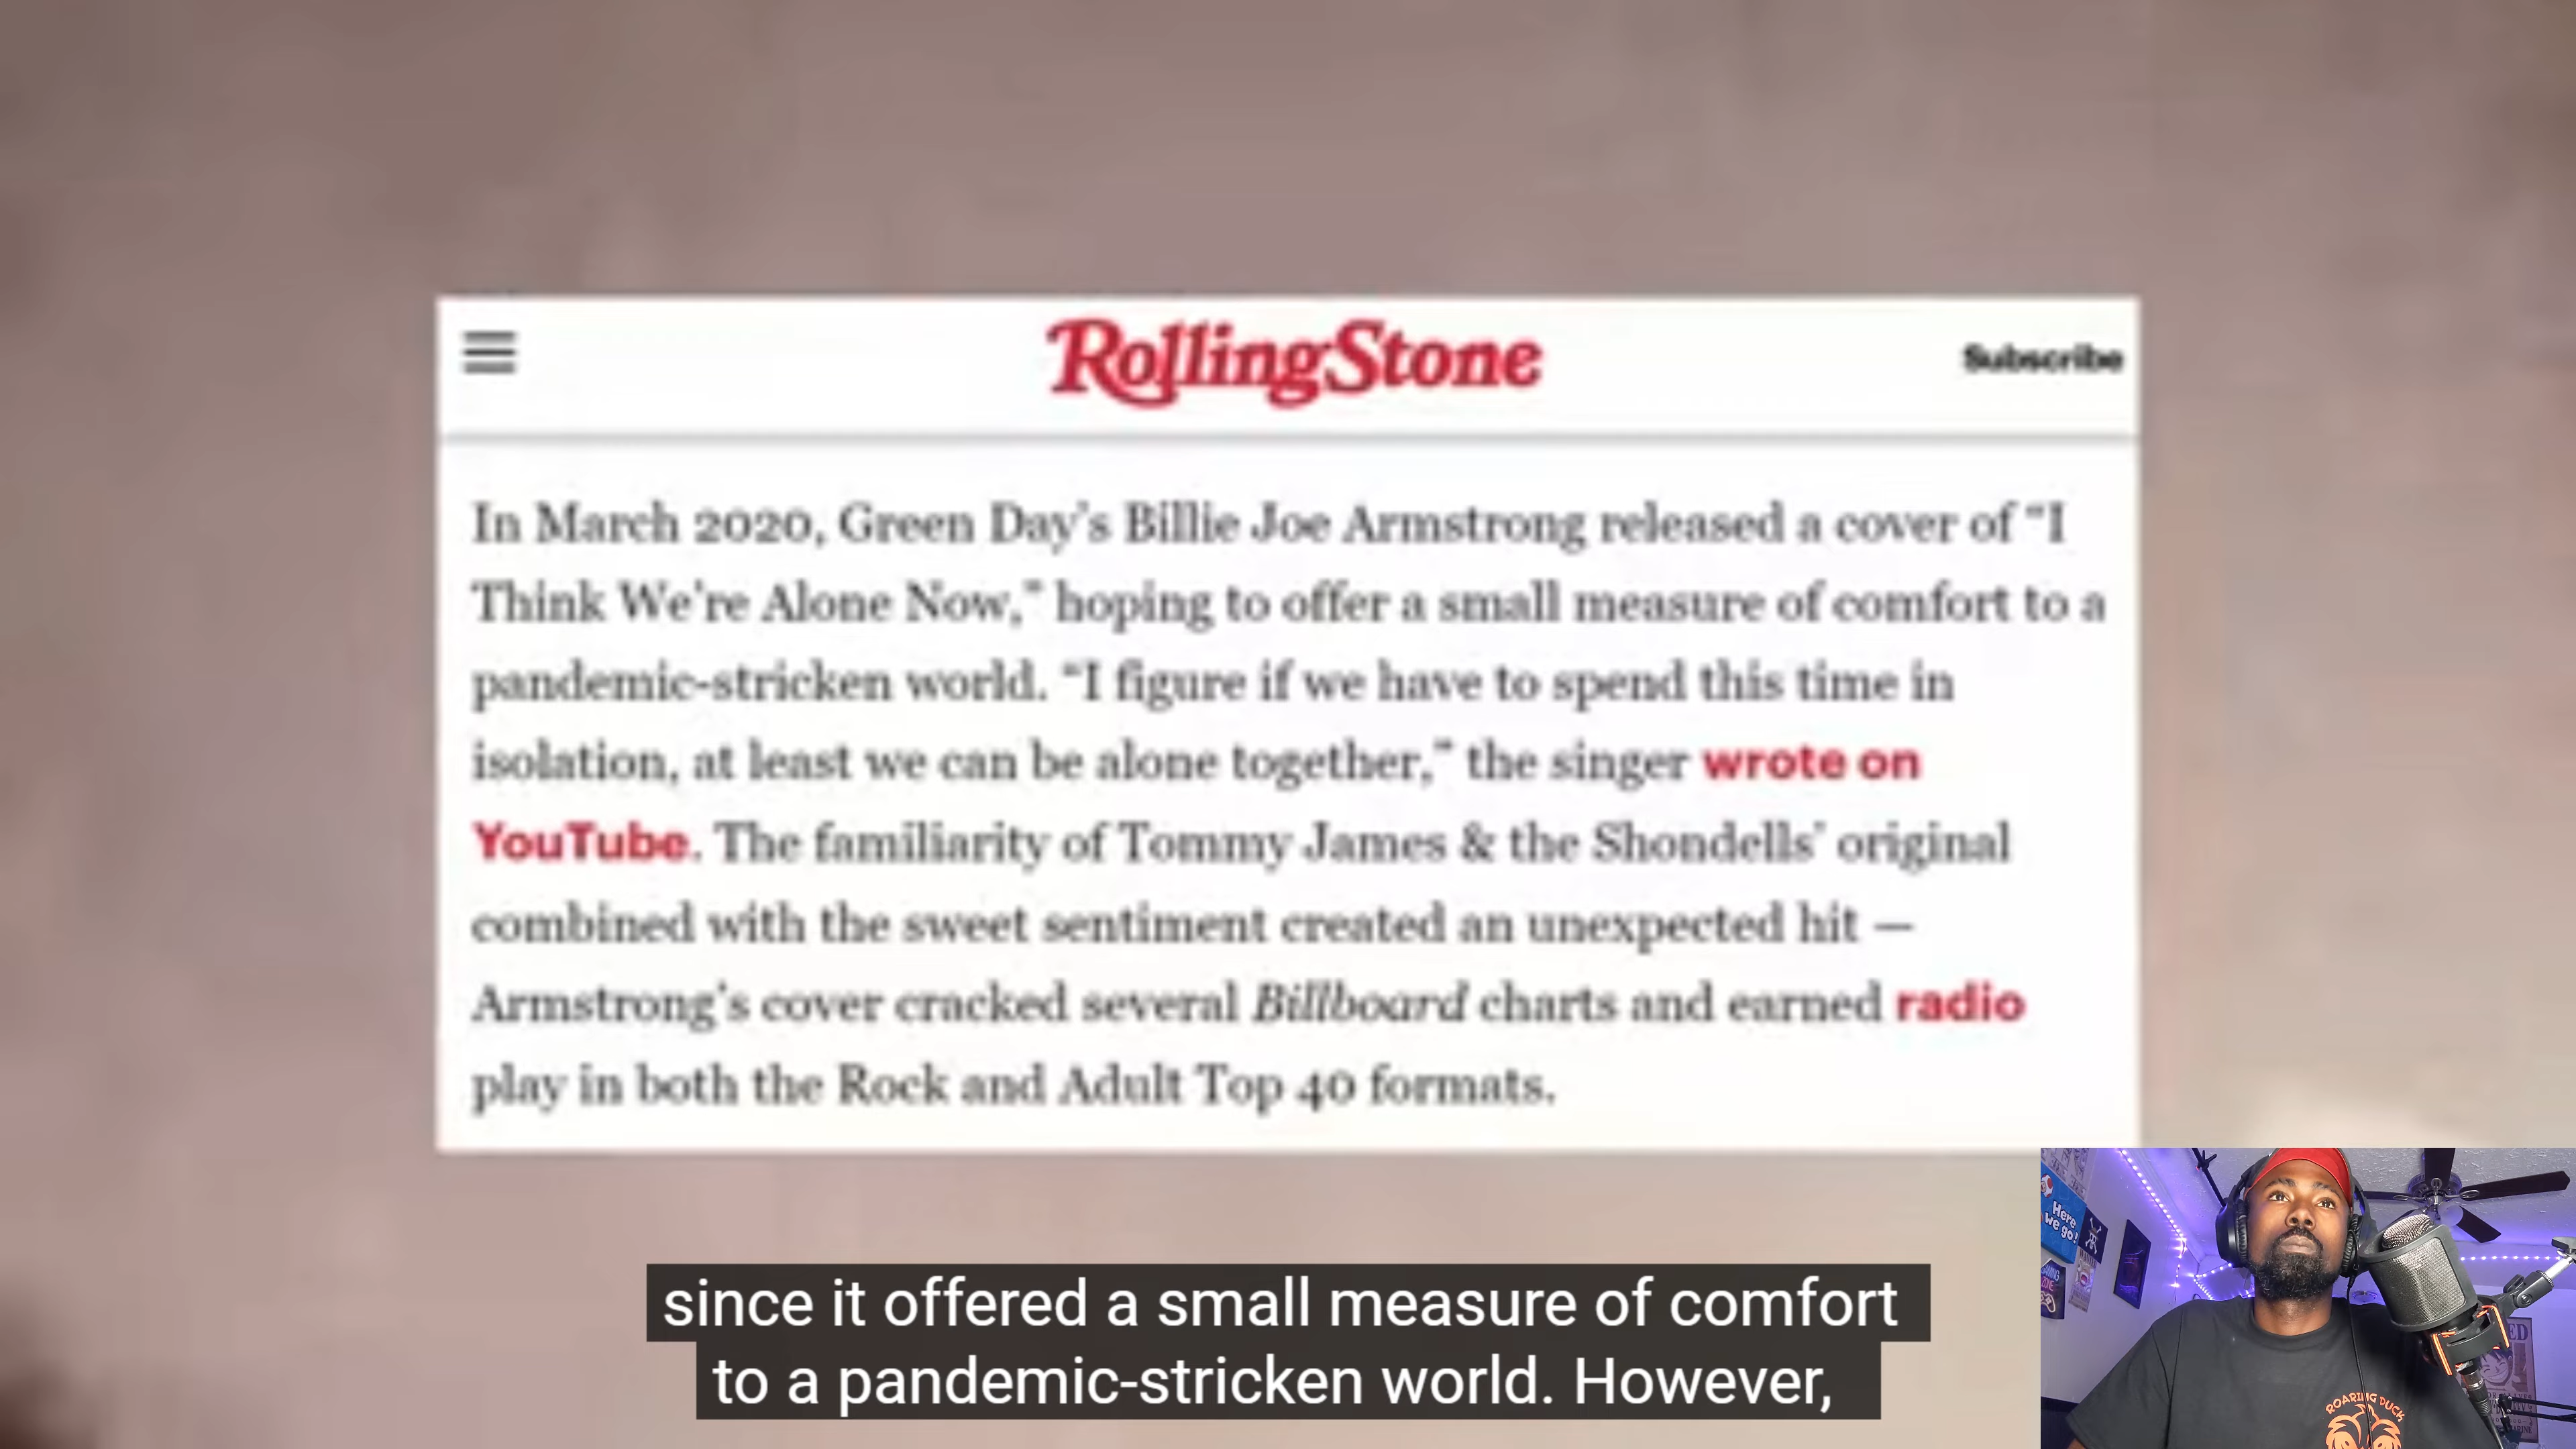 RollingStone
Subscribe
In March 2020, Green Day's Billie Joe Armstrong released a cover of “I
Think We're Alone Now,” hoping to offer a small measure of comfort to a
pandemic-stricken world. “I figure if we have to spend this time in
isolation, at least we can be alone together,” the singer wrote on
YouTube. The familiarity of Tommy James & the Shondells' original
combined with the sweet sentiment created an unexpected hit —
Armstrong's cover cracked several Billboard charts and earned radio
play in both the Rock and Adult Top 40 formats.
Here
we go!
since it offered a small measure of comfort
to a pandemic-stricken world. However,
ROARING DUCK